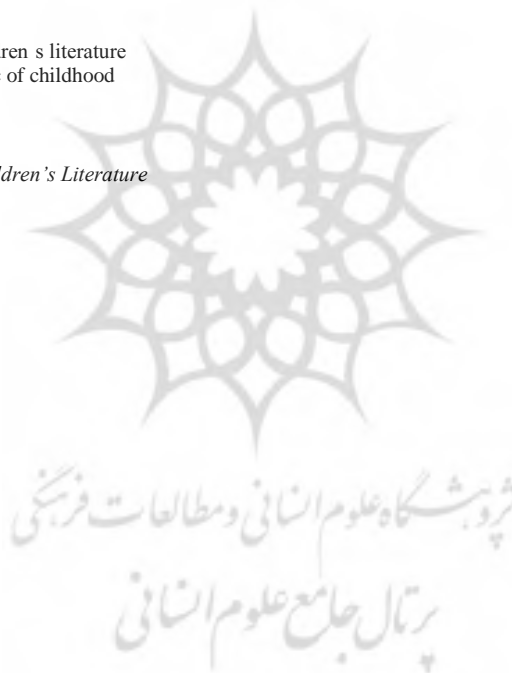 ren s literature
of childhood
dren’s Literature
پژوهشگاه علوم انسانی و مطالعات فرهنگی
پرتال جامع علوم انسانی